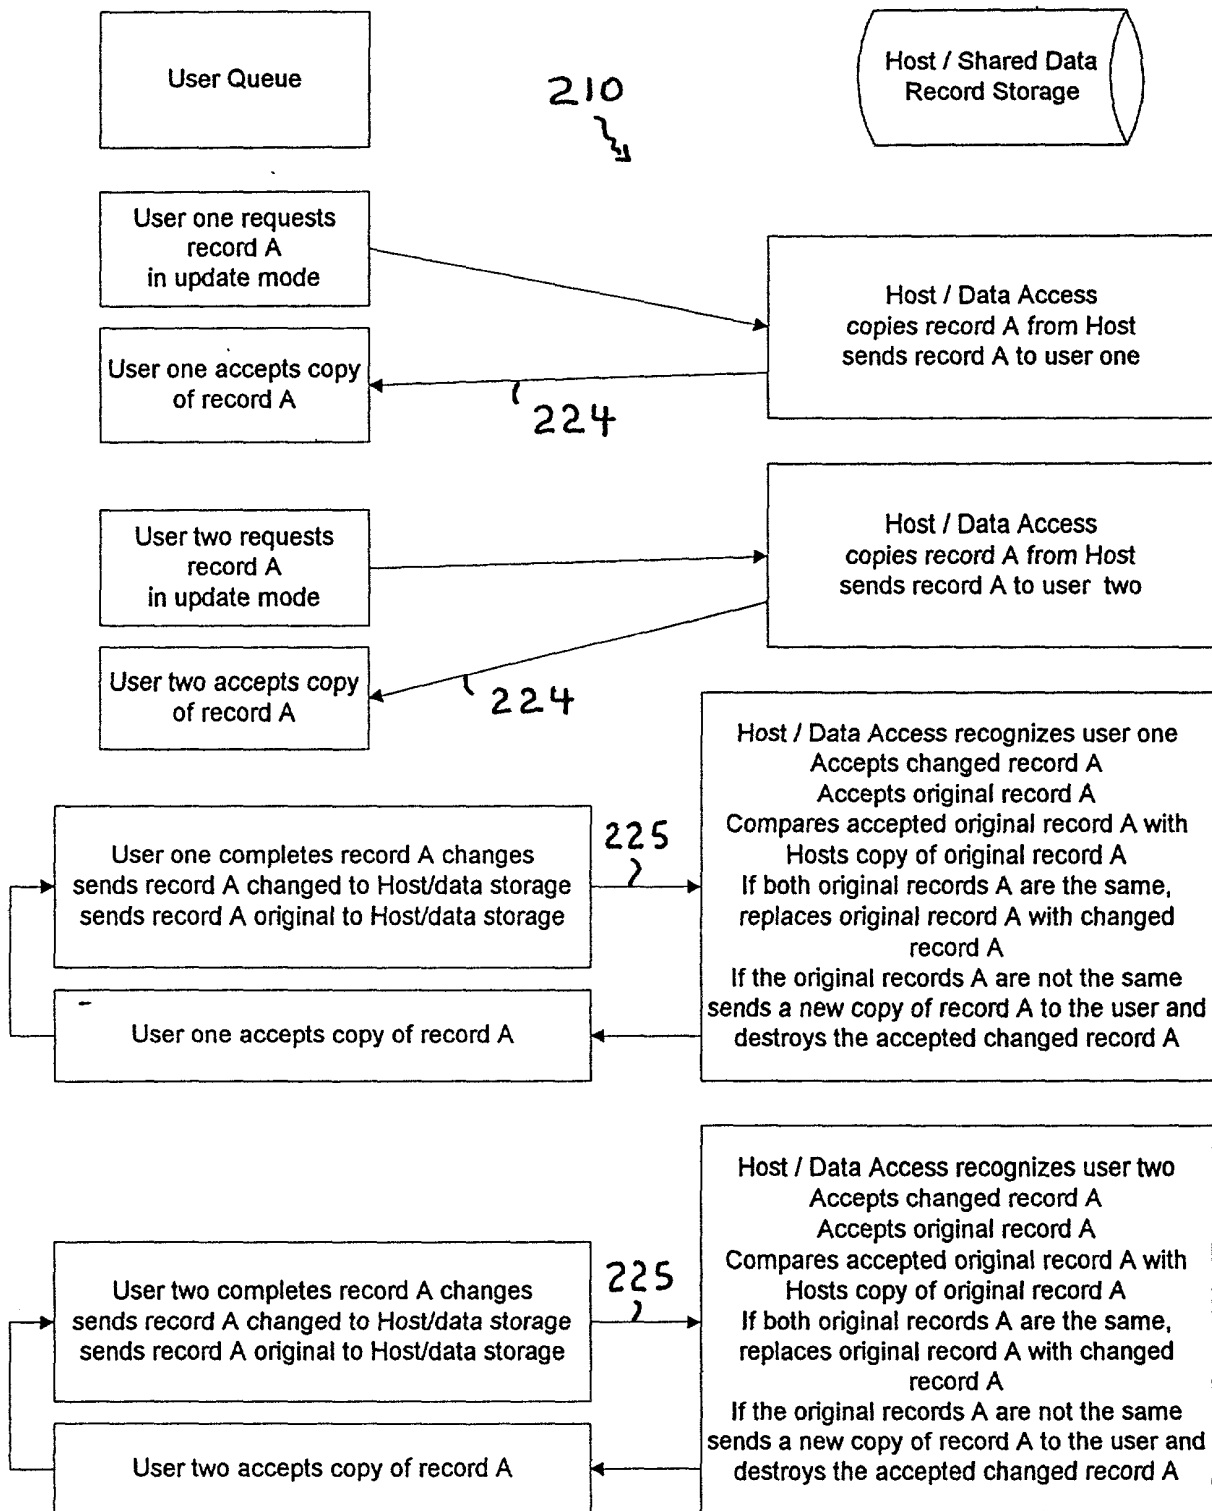 User Queue
210
Host / Shared Data
Record Storage
User one requests
record A
in update mode
Host / Data Access
copies record A from Host
sends record A to user one
User one accepts copy
of record A
224
User two requests
record A
in update mode
Host / Data Access
copies record A from Host
sends record A to user two
User two accepts copy
of record A
224
Host / Data Access recognizes user one
Accepts changed record A
Accepts original record A
Compares accepted original record A with
Hosts copy of original record A
If both original records A are the same,
replaces original record A with changed
record A
If the original records A are not the same
sends a new copy of record A to the user and
destroys the accepted changed record A
225
User one completes record A changes
sends record A changed to Host/data storage
sends record A original to Host/data storage
User one accepts copy of record A
Host / Data Access recognizes user two
Accepts changed record A
Accepts original record A
Compares accepted original record A with
Hosts copy of original record A
If both original records A are the same,
replaces original record A with changed
record A
If the original records A are not the same
sends a new copy of record A to the user and
destroys the accepted changed record A
225
User two completes record A changes
sends record A changed to Host/data storage
sends record A original to Host/data storage
User two accepts copy of record A